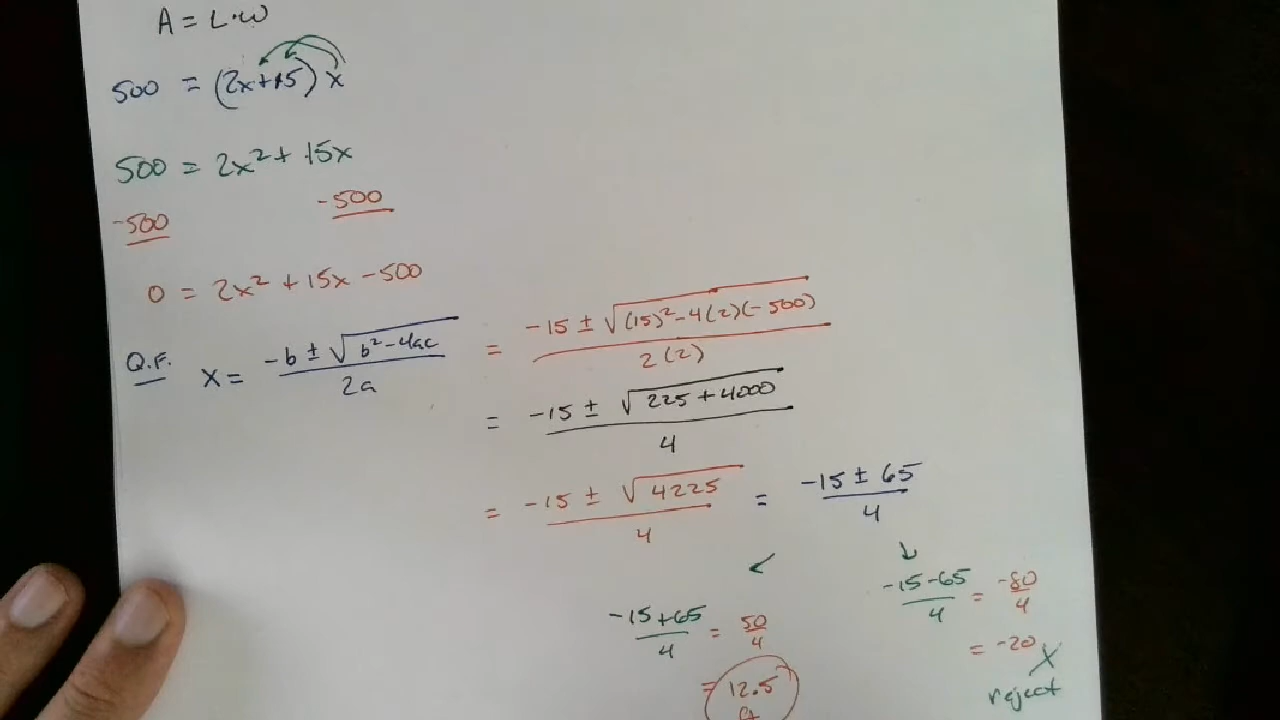 A = L·W
500 = (2x+15) x
500 = 2x² + 15x
-500 -500
0 = 2x² + 15x - 500
Q.F. x = (-b ± √(b²-4ac))/(2a) = (-15 ± √((15)²-4(2)(-500)))/(2(2))
= (-15 ± √(225+4000))/4
= (-15 ± √4225)/4 = (-15 ± 65)/4
(-15-65)/4 = -80/4
(-15+65)/4 = 50/4
= -20 X
= 12.5
reject